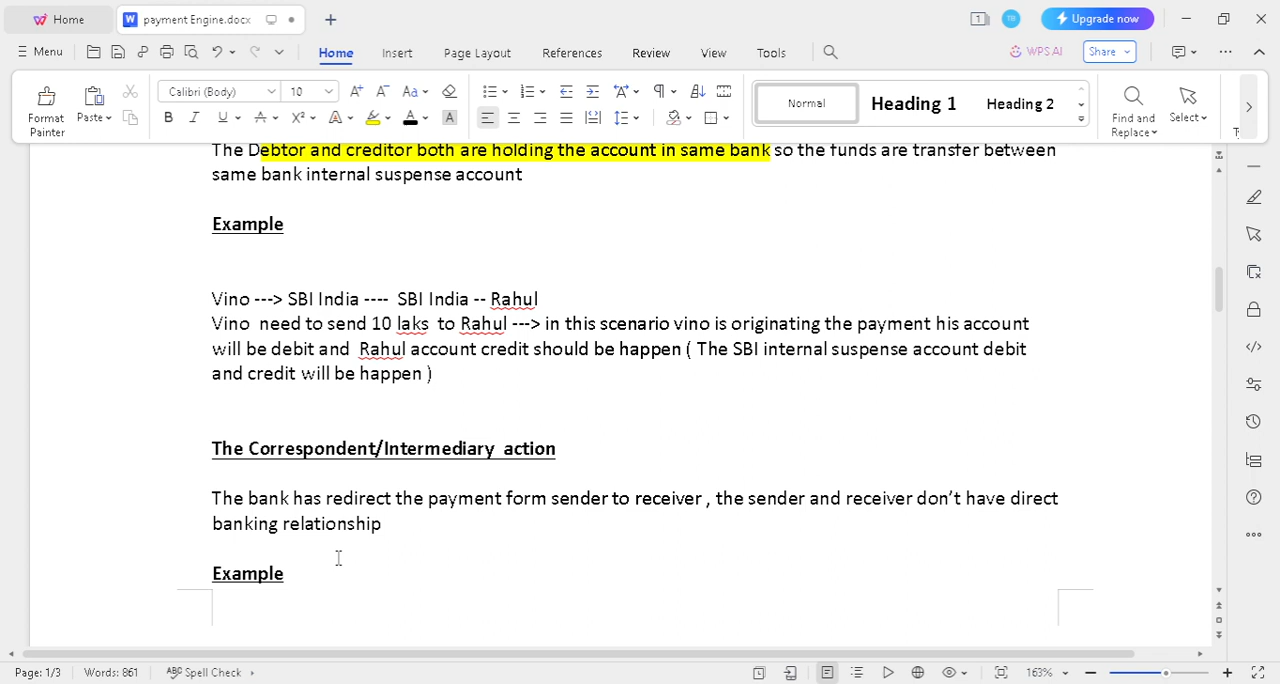 Home
payment Engine.docx
1
TB
Upgrade now
Menu
Home
Insert
Page Layout
References
Review
View
Tools
WPS AI
Share
Format
Painter
Paste
Calibri (Body)
10
Normal
Heading 1
Heading 2
Find and
Replace
Select
The Debtor and creditor both are holding the account in same bank so the funds are transfer between
same bank internal suspense account
Example
Vino ---> SBI India ---- SBI India -- Rahul
Vino need to send 10 laks to Rahul ---> in this scenario vino is originating the payment his account
will be debit and Rahul account credit should be happen ( The SBI internal suspense account debit
and credit will be happen )
The Correspondent/Intermediary action
The bank has redirect the payment form sender to receiver , the sender and receiver don't have direct
banking relationship
Example
Page: 1/3
Words: 861
Spell Check
163%